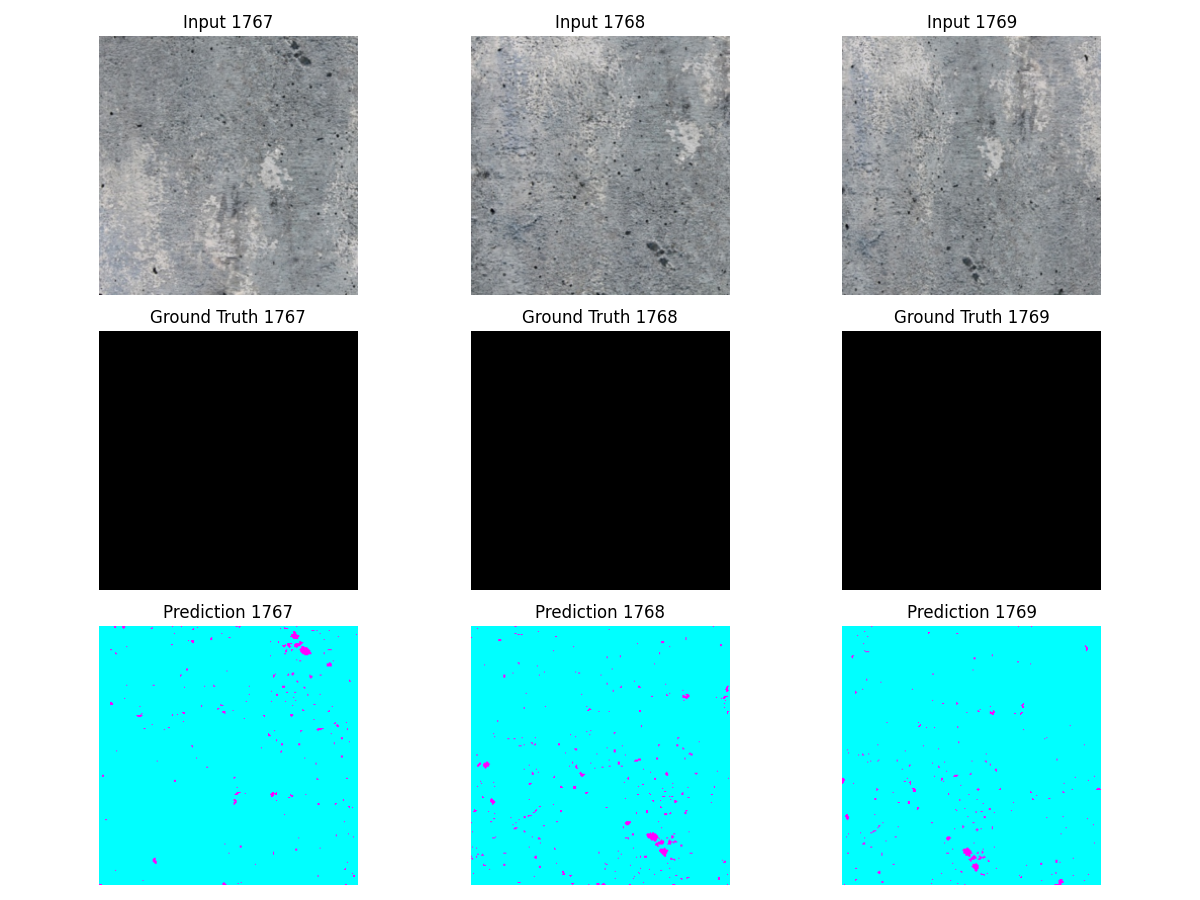 Input 1767
Input 1768
Input 1769
Ground Truth 1767
Ground Truth 1768
Ground Truth 1769
Prediction 1767
Prediction 1768
Prediction 1769